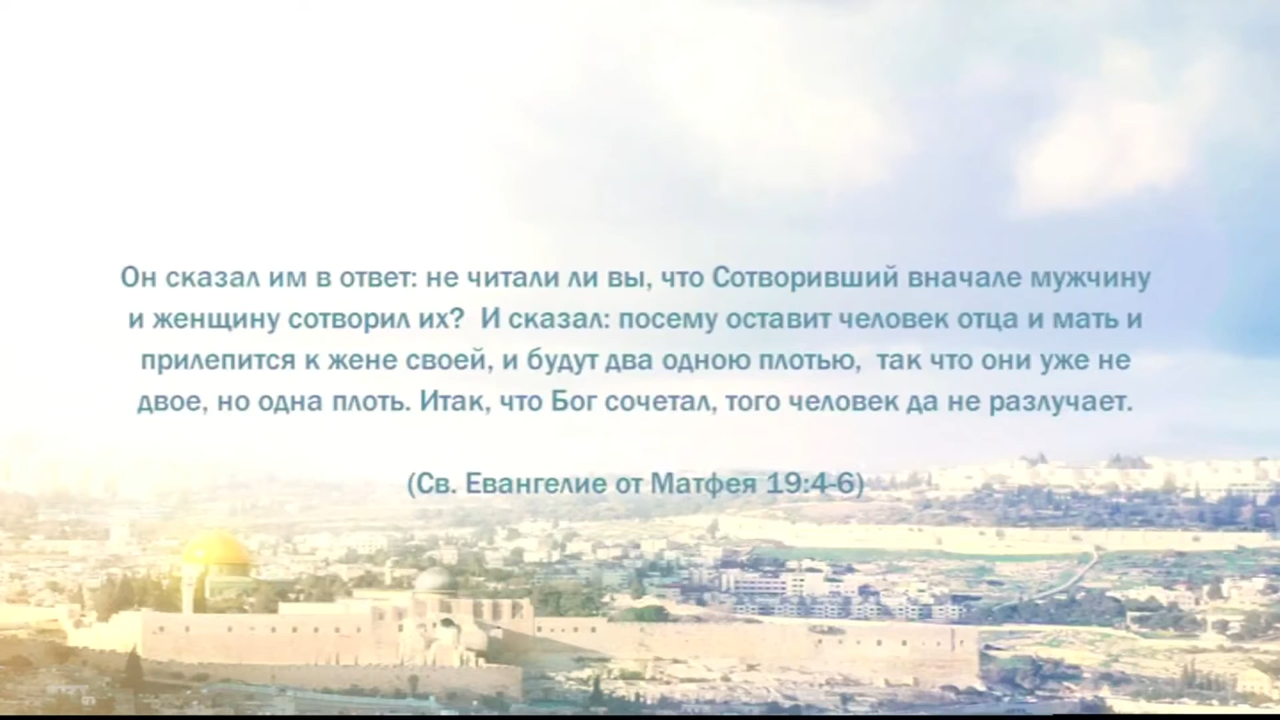 Он сказал им в ответ: не читали ли вы, что Сотворивший вначале мужчину
и женщину сотворил их?  И сказал: посему оставит человек отца и мать и
прилепится к жене своей, и будут два одною плотью,  так что они уже не
двое, но одна плоть. Итак, что Бог сочетал, того человек да не разлучает.
(Св. Евангелие от Матфея 19:4-6)